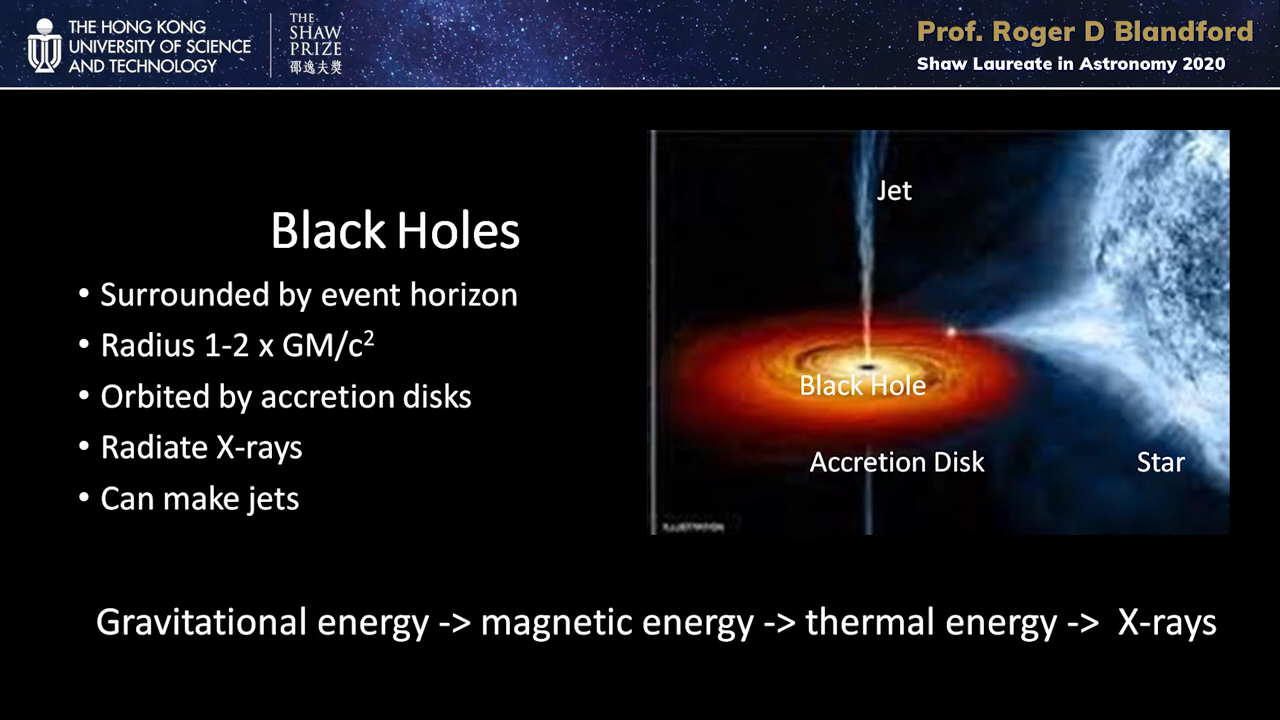 THE HONG KONG
UNIVERSITY OF SCIENCE
AND TECHNOLOGY
THE
SHAW
PRIZE
邵逸夫獎
Prof. Roger D Blandford
Shaw Laureate in Astronomy 2020
Black Holes
• Surrounded by event horizon
• Radius 1-2 x GM/c²
• Orbited by accretion disks
• Radiate X-rays
• Can make jets
Jet
Black Hole
Accretion Disk
Star
ILLUSTRATION
Gravitational energy -> magnetic energy -> thermal energy -> X-rays